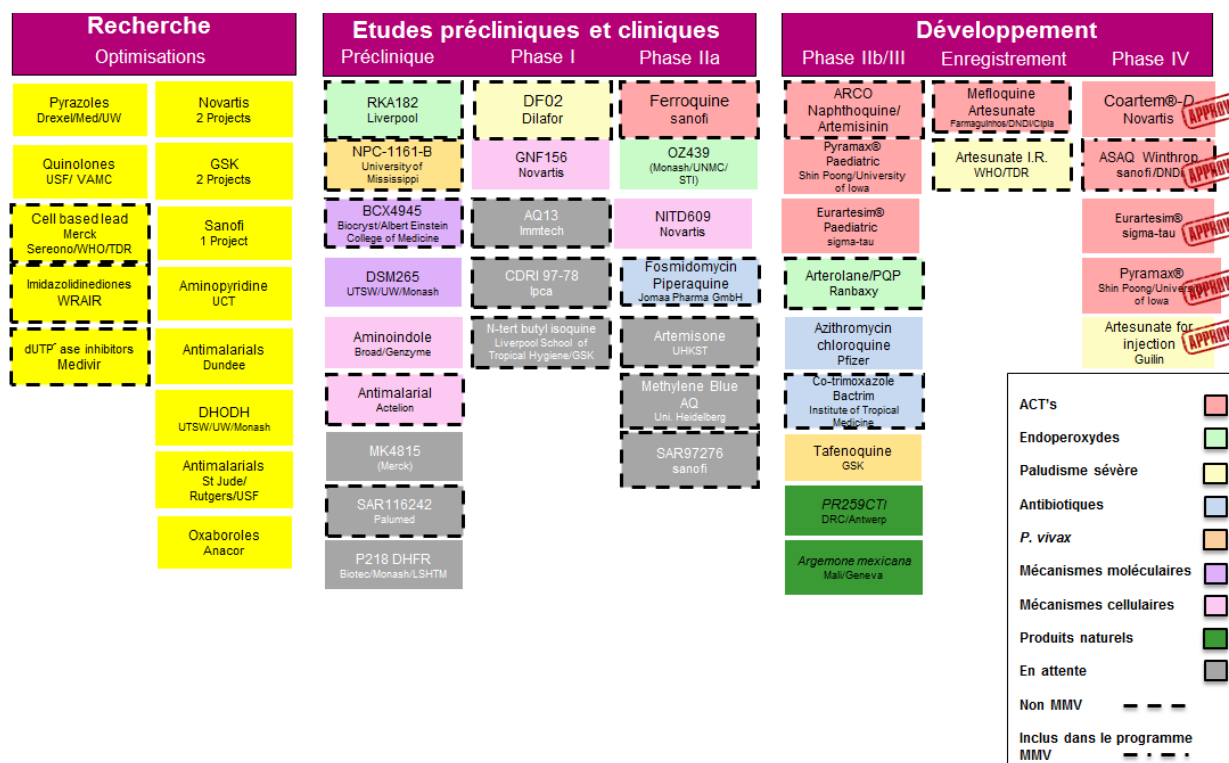 Recherche
Optimisations
Etudes précliniques et cliniques
Préclinique Phase I Phase IIa
Développement
Phase IIb/III Enregistrement Phase IV
Pyrazoles
Drexel/Med/UW
Quinolones
USF/ VAMC
Cell based lead
Merck
Sereono/WHO/TDR
Imidazolidinediones
WRAIR
dUTP˝ ase inhibitors
Medivir
Novartis
2 Projects
GSK
2 Projects
Sanofi
1 Project
Aminopyridine
UCT
Antimalarials
Dundee
DHODH
UTSW/UW/Monash
Antimalarials
St Jude/
Rutgers/USF
Oxaboroles
Anacor
RKA182
Liverpool
NPC-1161-B
University of
Mississippi
BCX4945
Biocryst/Albert Einstein
College of Medicine
DSM265
UTSW/UW/Monash
Aminoindole
Broad/Genzyme
Antimalarial
Actelion
MK4815
(Merck)
SAR116242
Palumed
P218 DHFR
Biotec/Monash/LSHTM
DF02
Dilafor
GNF156
Novartis
AQ13
Immtech
CDRI 97-78
Ipca
N-tert butyl isoquine
Liverpool School of
Tropical Hygiene/GSK
Ferroquine
sanofi
OZ439
(Monash/UNMC/
STI)
NITD609
Novartis
Fosmidomycin
Piperaquine
Jomaa Pharma GmbH
Artemisone
UHKST
Methylene Blue
AQ
Uni. Heidelberg
SAR97276
sanofi
ARCO
Naphthoquine/
Artemisinin
Pyramax®
Paediatric
Shin Poong/University
of Iowa
Eurartesim®
Paediatric
sigma-tau
Arterolane/PQP
Ranbaxy
Azithromycin
chloroquine
Pfizer
Co-trimoxazole
Bactrim
Institute of Tropical
Medicine
Tafenoquine
GSK
PR259CTI
DRC/Antwerp
Argemone mexicana
Mali/Geneva
Mefloquine
Artesunate
Farmaguinhos/DNDi/Cipla
Artesunate I.R.
WHO/TDR
Coartem®-D
Novartis
APPROV
ASAQ Winthrop
sanofi/DNDi
APPROV
Eurartesim®
sigma-tau
APPROV
Pyramax®
Shin Poong/University
of Iowa
APPROV
Artesunate for
injection
Guilin
APPROV
ACT's
Endoperoxydes
Paludisme sévère
Antibiotiques
P. vivax
Mécanismes moléculaires
Mécanismes cellulaires
Produits naturels
En attente
Non MMV
Inclus dans le programme
MMV